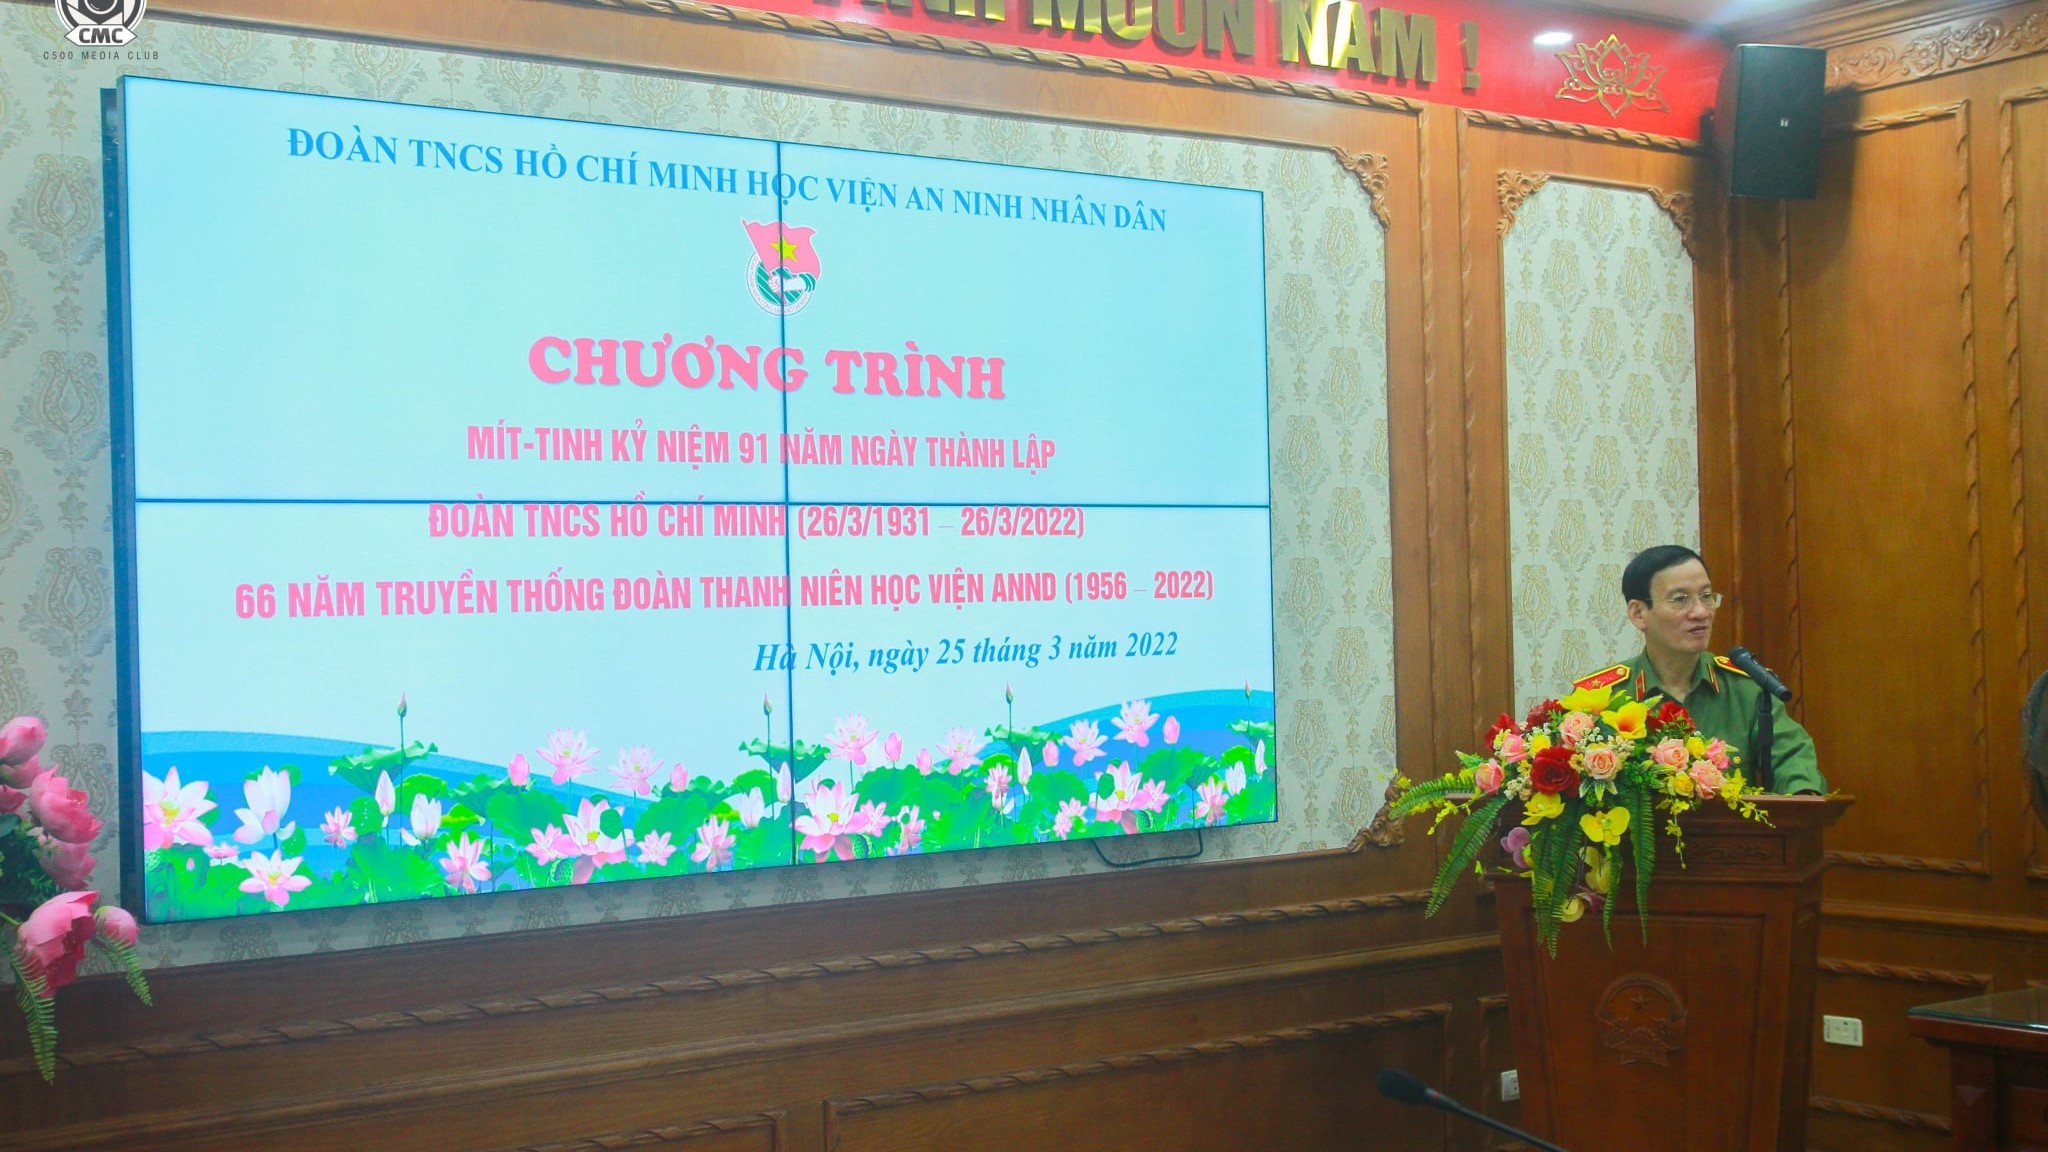 CMC
C500 MEDIA CLUB
MUÔN NĂM !
ĐOÀN TNCS HỒ CHÍ MINH HỌC VIỆN AN NINH NHÂN DÂN
CHƯƠNG TRÌNH
MÍT-TINH KỶ NIỆM 91 NĂM NGÀY THÀNH LẬP
ĐOÀN TNCS HỒ CHÍ MINH (26/3/1931 – 26/3/2022)
66 NĂM TRUYỀN THỐNG ĐOÀN THANH NIÊN HỌC VIỆN ANND (1956 – 2022)
Hà Nội, ngày 25 tháng 3 năm 2022